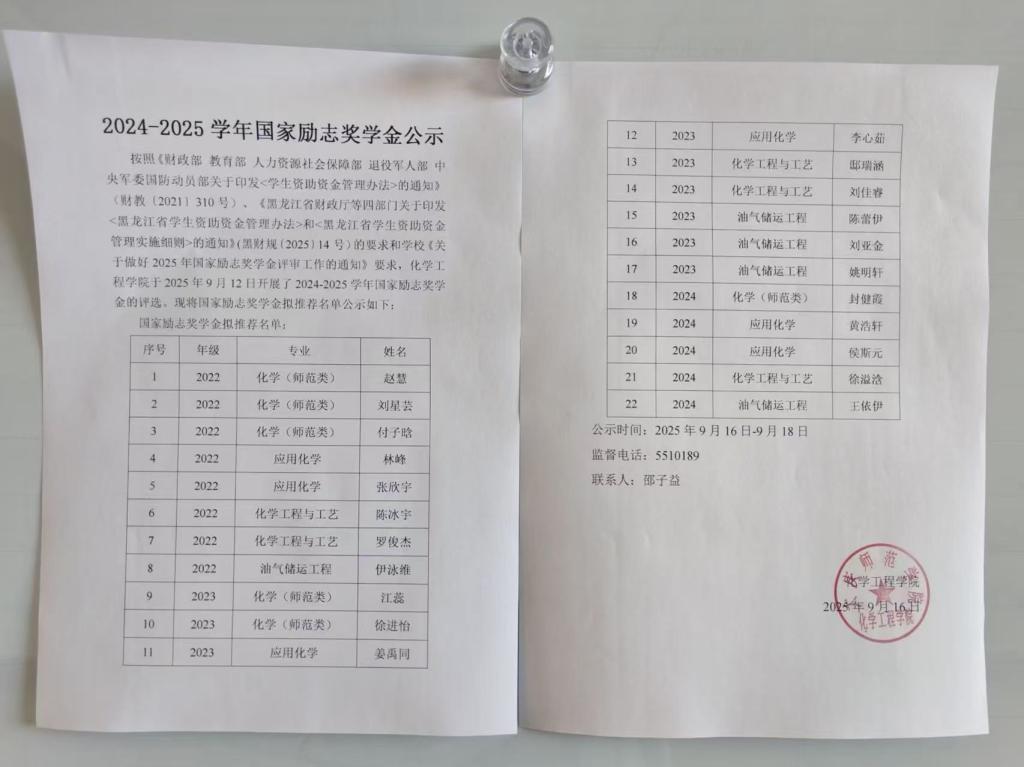 2024-2025 学年国家励志奖学金公示
按照《财政部 教育部 人力资源社会保障部 退役军人部 中
央军委国防动员部关于印发<学生资助资金管理办法>的通知》
（财教〔2021〕310 号）、《黑龙江省财政厅等四部门关于印发
<黑龙江省学生资助资金管理办法>和<黑龙江省学生资助资金
管理实施细则>的通知》(黑财规〔2025〕14 号)的要求和学校《关
于做好 2025 年国家励志奖学金评审工作的通知》要求，化学工
程学院于 2025 年 9 月 12 日开展了 2024-2025 学年国家励志奖学
金的评选。现将国家励志奖学金拟推荐名单公示如下：
国家励志奖学金拟推荐名单：
序号 年级 专业 姓名
1 2022 化学（师范类） 赵慧
2 2022 化学（师范类） 刘星芸
3 2022 化学（师范类） 付子晗
4 2022 应用化学 林峰
5 2022 应用化学 张欣宇
6 2022 化学工程与工艺 陈冰宇
7 2022 化学工程与工艺 罗俊杰
8 2022 油气储运工程 伊泳维
9 2023 化学（师范类） 江蕊
10 2023 化学（师范类） 徐进怡
11 2023 应用化学 姜禹同
12 2023 应用化学 李心茹
13 2023 化学工程与工艺 邸瑞涵
14 2023 化学工程与工艺 刘佳睿
15 2023 油气储运工程 陈蕾伊
16 2023 油气储运工程 刘亚金
17 2023 油气储运工程 姚明轩
18 2024 化学（师范类） 封健霞
19 2024 应用化学 黄浩轩
20 2024 应用化学 侯斯元
21 2024 化学工程与工艺 徐溢浛
22 2024 油气储运工程 王依伊
公示时间：2025 年 9 月 16 日-9 月 18 日
监督电话：5510189
联系人：邵子益
化学工程学院
2025 年 9 月 16 日
师范学院
化学工程学院